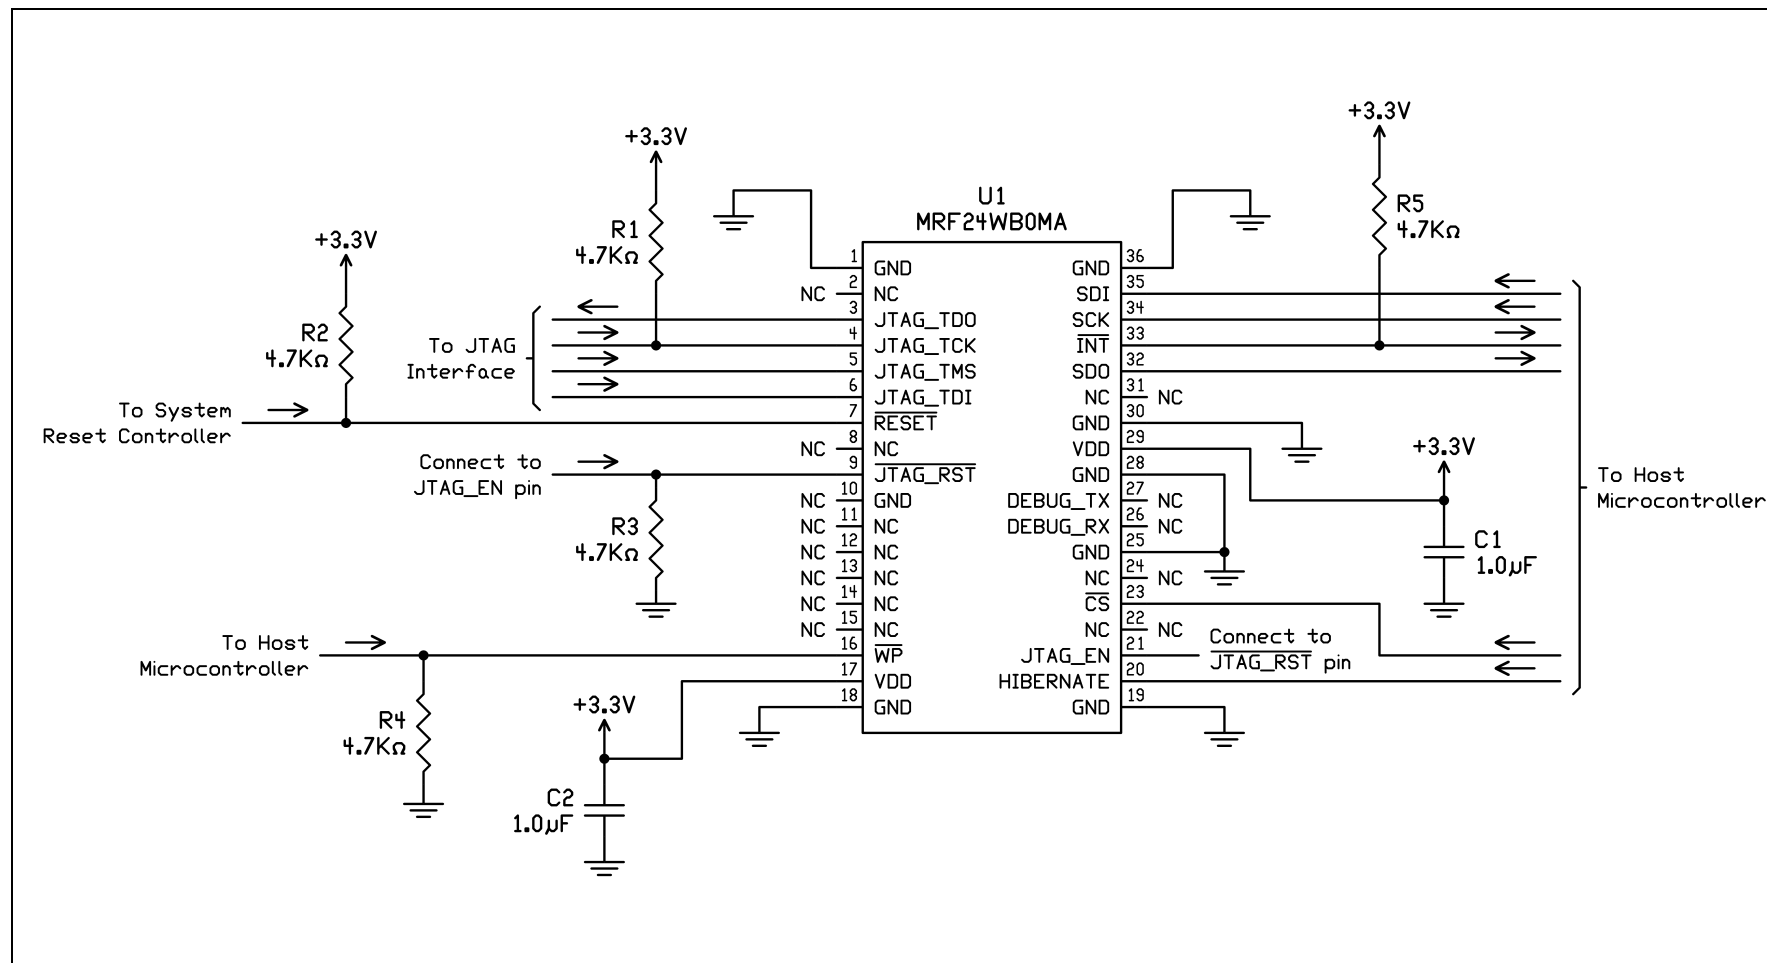 +3.3V
R5
4.7KΩ
+3.3V
R1
4.7KΩ
+3.3V
R2
4.7KΩ
U1
MRF24WB0MA
To JTAG
Interface
To System
Reset Controller
Connect to
JTAG_EN pin
R3
4.7KΩ
To Host
Microcontroller
R4
4.7KΩ
+3.3V
C2
1.0µF
1 GND
NC 2 NC
3 JTAG_TDO
4 JTAG_TCK
5 JTAG_TMS
6 JTAG_TDI
7 RESET
NC 8 NC
9 JTAG_RST
NC 10 GND
NC 11 NC
NC 12 NC
NC 13 NC
NC 14 NC
NC 15 NC
16 WP
17 VDD
18 GND
GND 36
SDI 35
SCK 34
INT 33
SDO 32
NC 31 NC
GND 30
VDD 29
GND 28
DEBUG_TX 27 NC
DEBUG_RX 26 NC
GND 25
NC 24 NC
CS 23
NC 22 NC
JTAG_EN 21
HIBERNATE 20
GND 19
Connect to
JTAG_RST pin
+3.3V
C1
1.0µF
To Host
Microcontroller